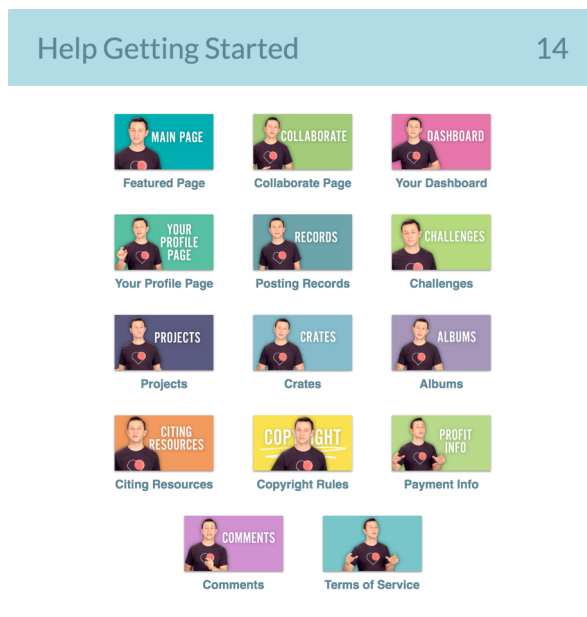 Help Getting Started 14
MAIN PAGE COLLABORATE DASHBOARD
Featured Page Collaborate Page Your Dashboard
YOUR
PROFILE
PAGE
RECORDS CHALLENGES
Your Profile Page Posting Records Challenges
PROJECTS CRATES ALBUMS
Projects Crates Albums
CITING
RESOURCES
COP GHT
PROFIT
INFO
Citing Resources Copyright Rules Payment Info
COMMENTS
Comments Terms of Service